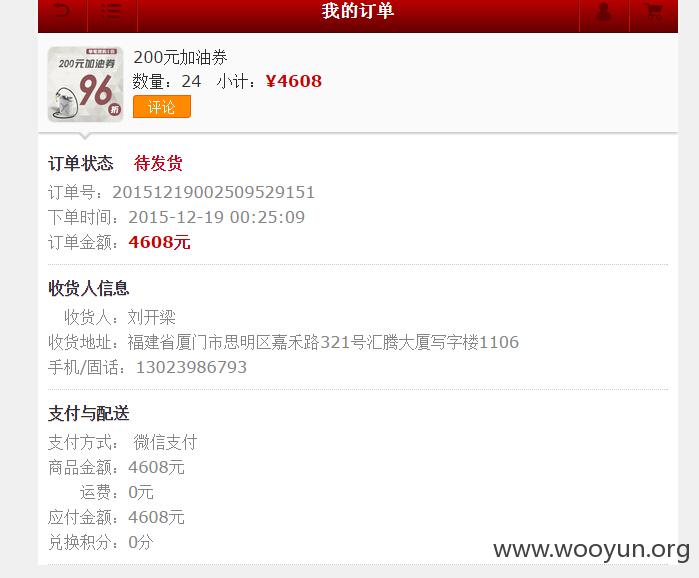 我的订单
200元加油券
96
折
200元加油券
数量：24 小计：¥4608
评论
订单状态 待发货
订单号：20151219002509529151
下单时间：2015-12-19 00:25:09
订单金额：4608元
收货人信息
收货人：刘开梁
收货地址：福建省厦门市思明区嘉禾路321号汇腾大厦写字楼1106
手机/固话：13023986793
支付与配送
支付方式： 微信支付
商品金额：4608元
运费：0元
应付金额：4608元
兑换积分：0分
www.wooyun.org